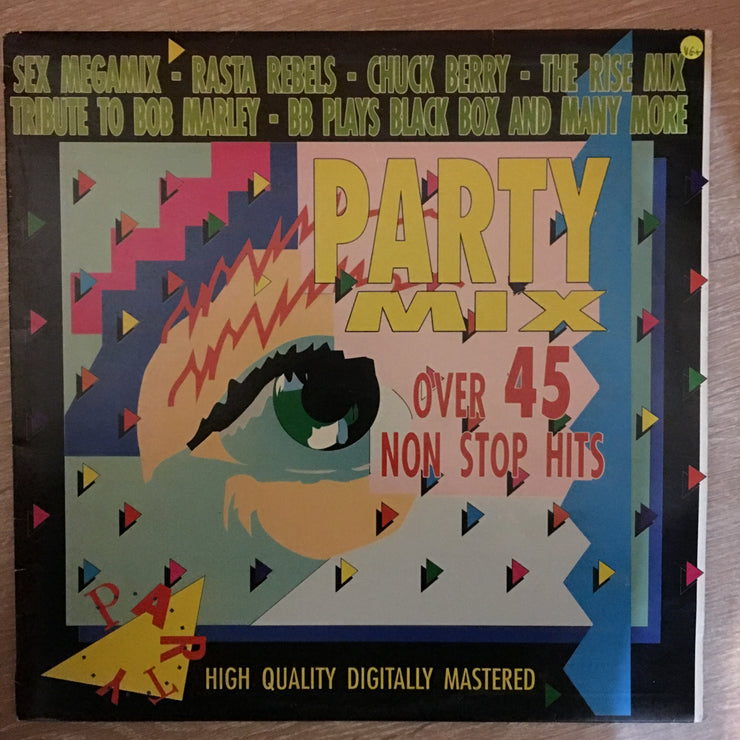 SEX MEGAMIX - RASTA REBELS - CHUCK BERRY - THE RISE MIX
TRIBUTE TO BOB MARLEY - BB PLAYS BLACK BOX AND MANY MORE
VG+
PARTY
MIX
OVER 45
NON STOP HITS
PARTY
HIGH QUALITY DIGITALLY MASTERED